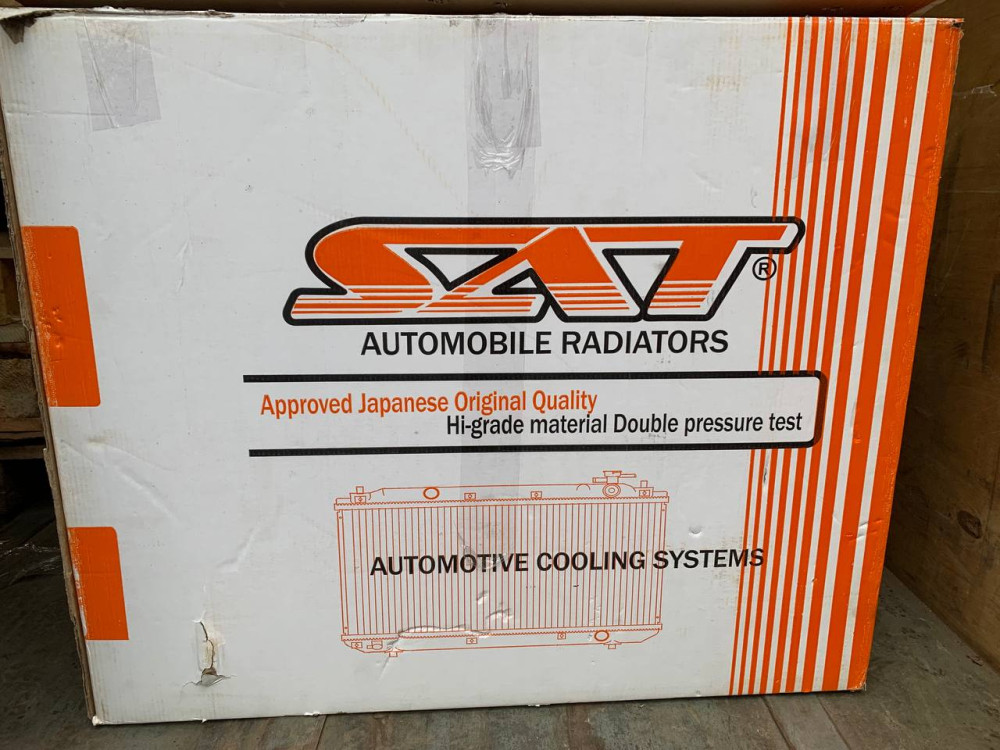 SAT®
AUTOMOBILE RADIATORS
Approved Japanese Original Quality
Hi-grade material Double pressure test
AUTOMOTIVE COOLING SYSTEMS